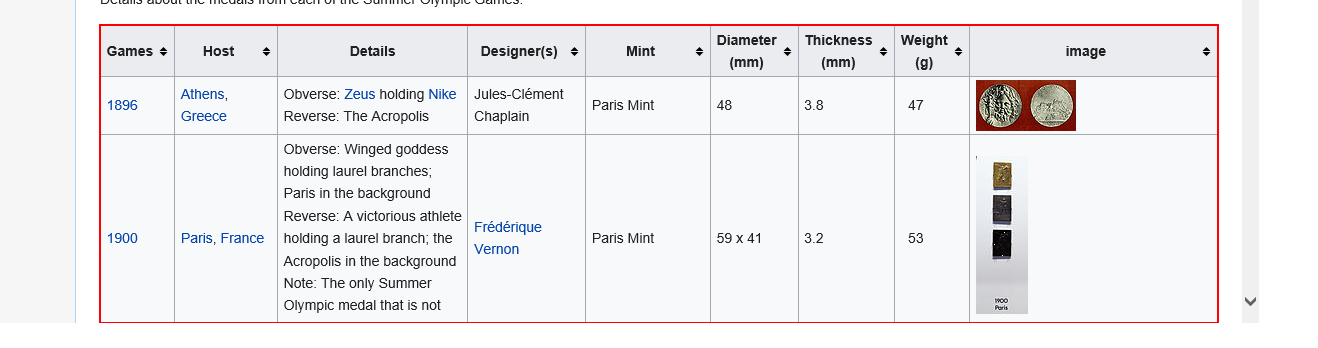 Details about the medals from each of the Summer Olympic Games.
Games Host Details Designer(s) Mint Diameter (mm) Thickness (mm) Weight (g) image
1896
Athens,
Greece
Obverse: Zeus holding Nike
Reverse: The Acropolis
Jules-Clément
Chaplain
Paris Mint
48
3.8
47
1900
Paris, France
Obverse: Winged goddess
holding laurel branches;
Paris in the background
Reverse: A victorious athlete
holding a laurel branch; the
Acropolis in the background
Note: The only Summer
Olympic medal that is not
Frédérique
Vernon
Paris Mint
59 x 41
3.2
53
1900
Paris